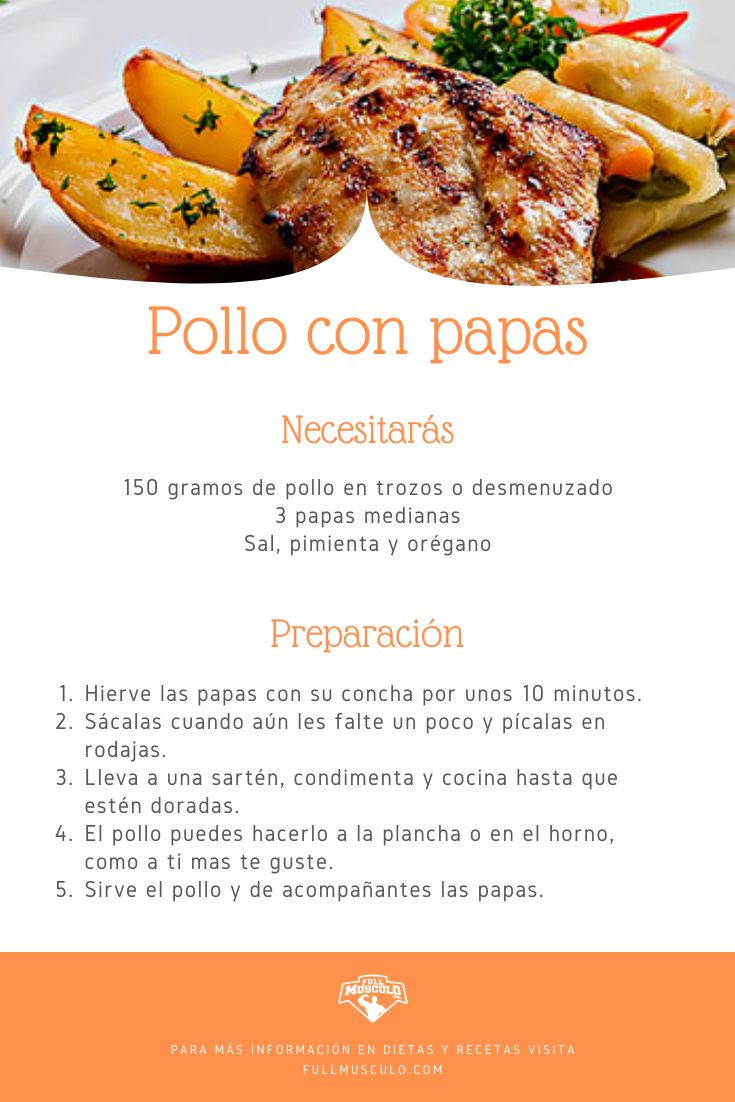 Pollo con papas
Necesitarás
150 gramos de pollo en trozos o desmenuzado
3 papas medianas
Sal, pimienta y orégano
Preparación
1. Hierve las papas con su concha por unos 10 minutos.
2. Sácalas cuando aún les falte un poco y pícalas en
rodajas.
3. Lleva a una sartén, condimenta y cocina hasta que
estén doradas.
4. El pollo puedes hacerlo a la plancha o en el horno,
como a ti mas te guste.
5. Sirve el pollo y de acompañantes las papas.
FULL
MUSCULO
PARA MÁS INFORMACIÓN EN DIETAS Y RECETAS VISITA
FULLMUSCULO.COM